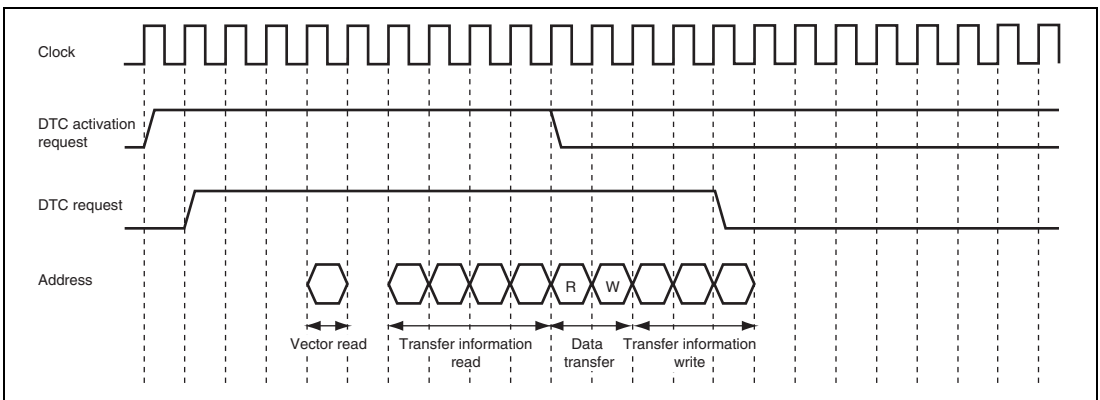 Clock
DTC activation
request
DTC request
Address
R W
Vector read
Transfer information
read
Data
transfer
Transfer information
write